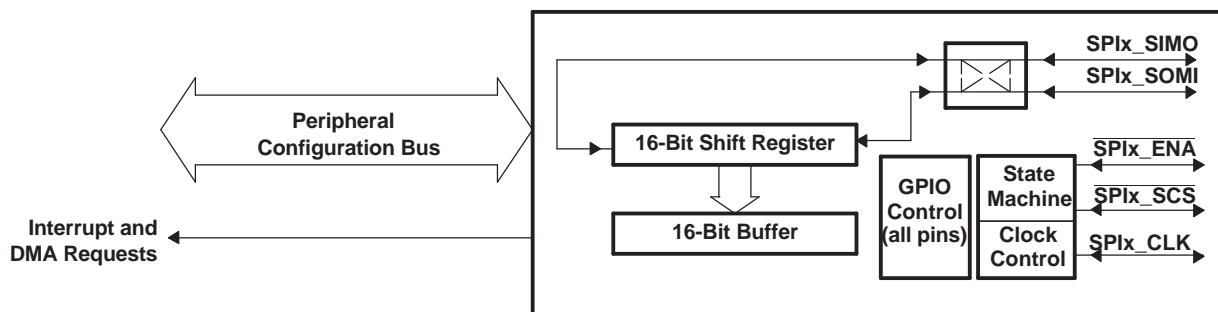 SPIx_SIMO
SPIx_SOMI
Peripheral
Configuration Bus
16-Bit Shift Register
SPIx_ENA
State
Machine
GPIO
Control
(all pins)
SPIx_SCS
Interrupt and
DMA Requests
16-Bit Buffer
Clock
Control
SPIx_CLK